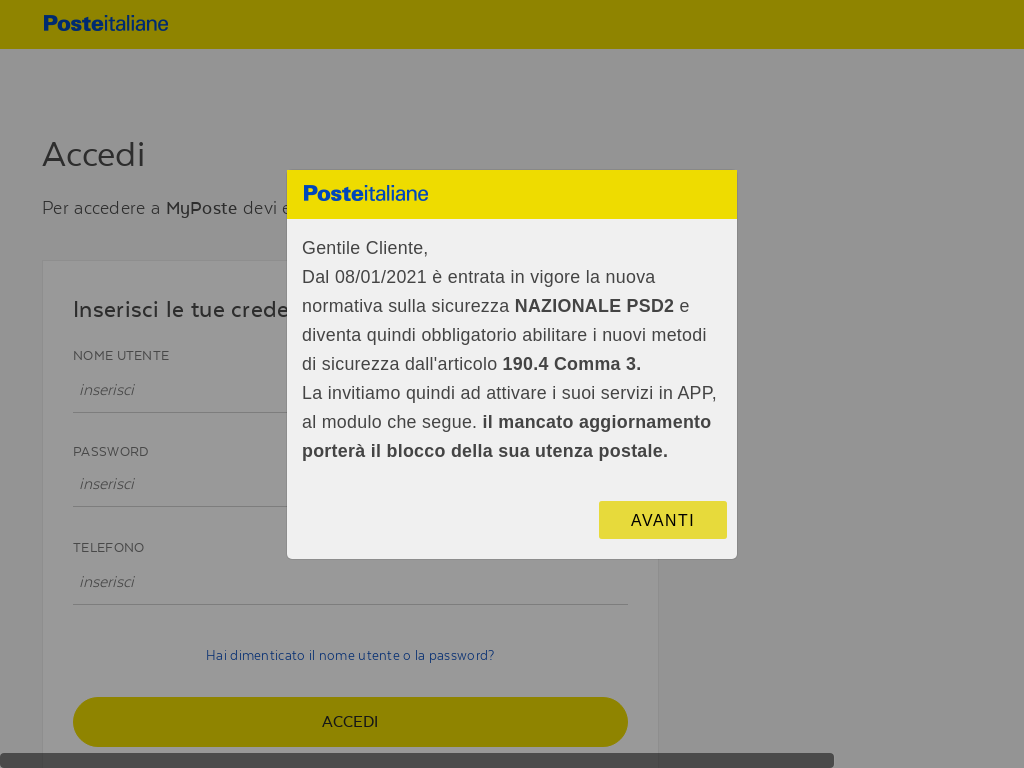 Posteitaliane
Accedi
Per accedere a MyPoste devi
Inserisci le tue crede
NOME UTENTE
inserisci
PASSWORD
inserisci
TELEFONO
inserisci
Hai dimenticato il nome utente o la password?
ACCEDI
Posteitaliane
Gentile Cliente,
Dal 08/01/2021 è entrata in vigore la nuova
normativa sulla sicurezza NAZIONALE PSD2 e
diventa quindi obbligatorio abilitare i nuovi metodi
di sicurezza dall'articolo 190.4 Comma 3.
La invitiamo quindi ad attivare i suoi servizi in APP,
al modulo che segue. il mancato aggiornamento
porterà il blocco della sua utenza postale.
AVANTI